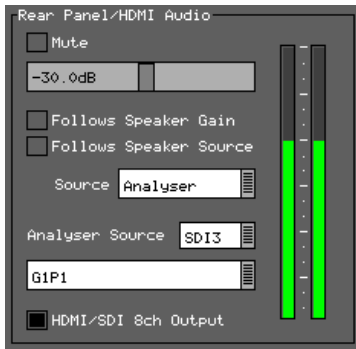 Rear Panel/HDMI Audio
Mute
-30.0dB
Follows Speaker Gain
Follows Speaker Source
Source Analyser
Analyser Source SDI3
G1P1
HDMI/SDI 8ch Output